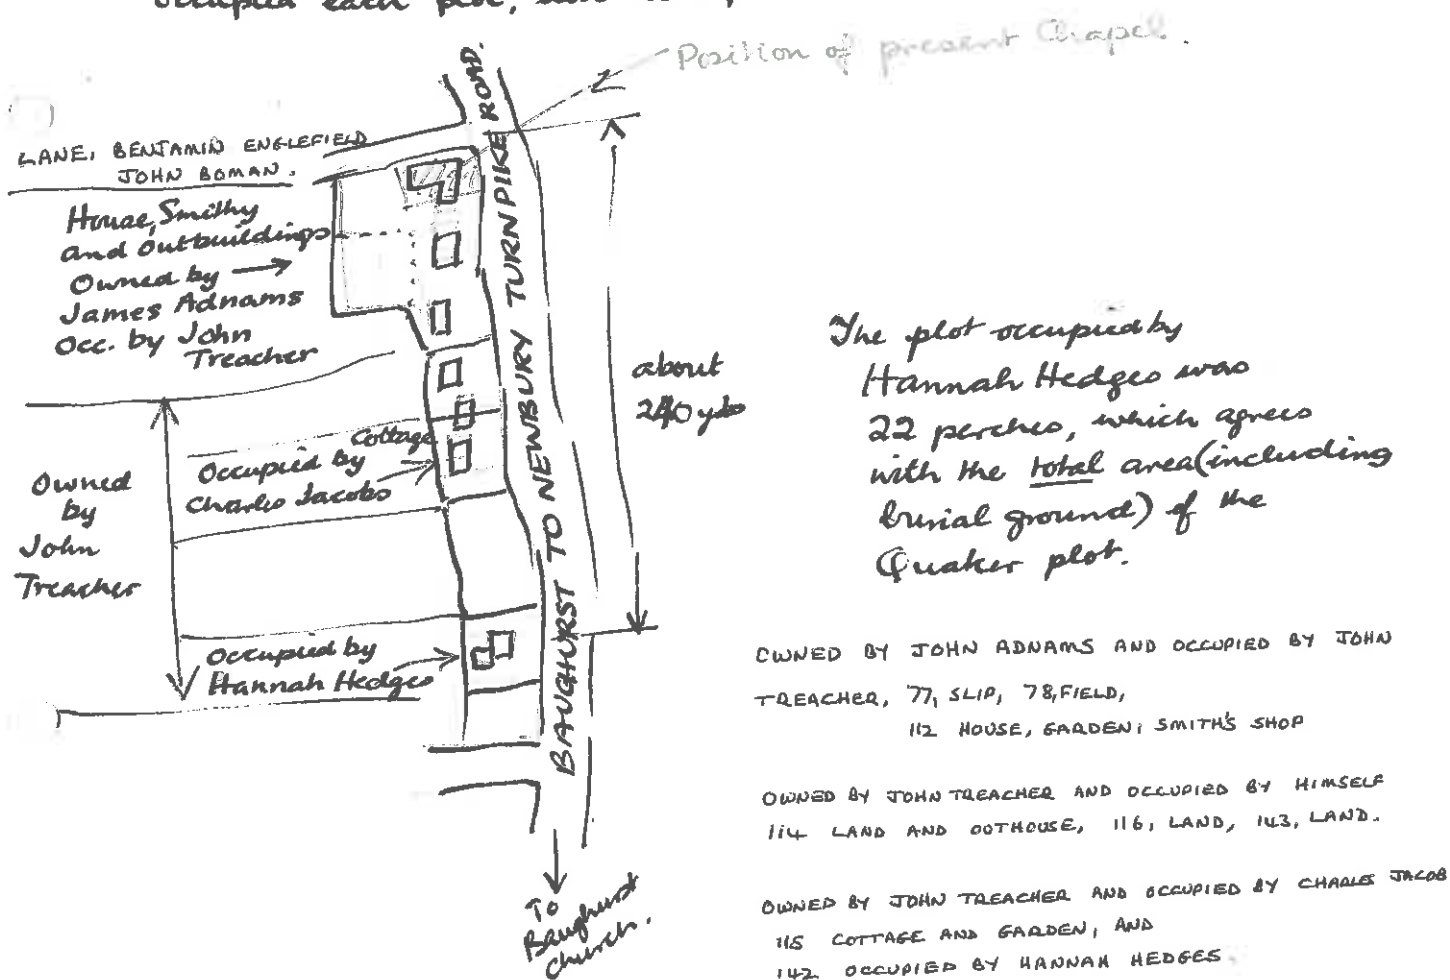 occupied each plot,
Position of present Chapel.
LANE, BENJAMIN ENGLEFIELD
JOHN BOMAN.
House, Smithy
and outbuildings
Owned by
James Adnams
Occ. by John
Treacher
BAUGHURST TO NEWBURY TURNPIKE ROAD.
about
240 yds
Cottage
Occupied by
Charles Jacobs
Owned
by
John
Treacher
Occupied by
Hannah Hedges
To
Baughurst
Church.
The plot occupied by
Hannah Hedges was
22 perches, which agrees
with the total area (including
burial ground) of the
Quaker plot.
OWNED BY JOHN ADNAMS AND OCCUPIED BY JOHN
TREACHER, 77, SLIP, 78, FIELD,
112 HOUSE, GARDEN, SMITH'S SHOP
OWNED BY JOHN TREACHER AND OCCUPIED BY HIMSELF
114 LAND AND OUTHOUSE, 116, LAND, 143, LAND.
OWNED BY JOHN TREACHER AND OCCUPIED BY CHARLES JACOB
115 COTTAGE AND GARDEN, AND
142 OCCUPIED BY HANNAH HEDGES.